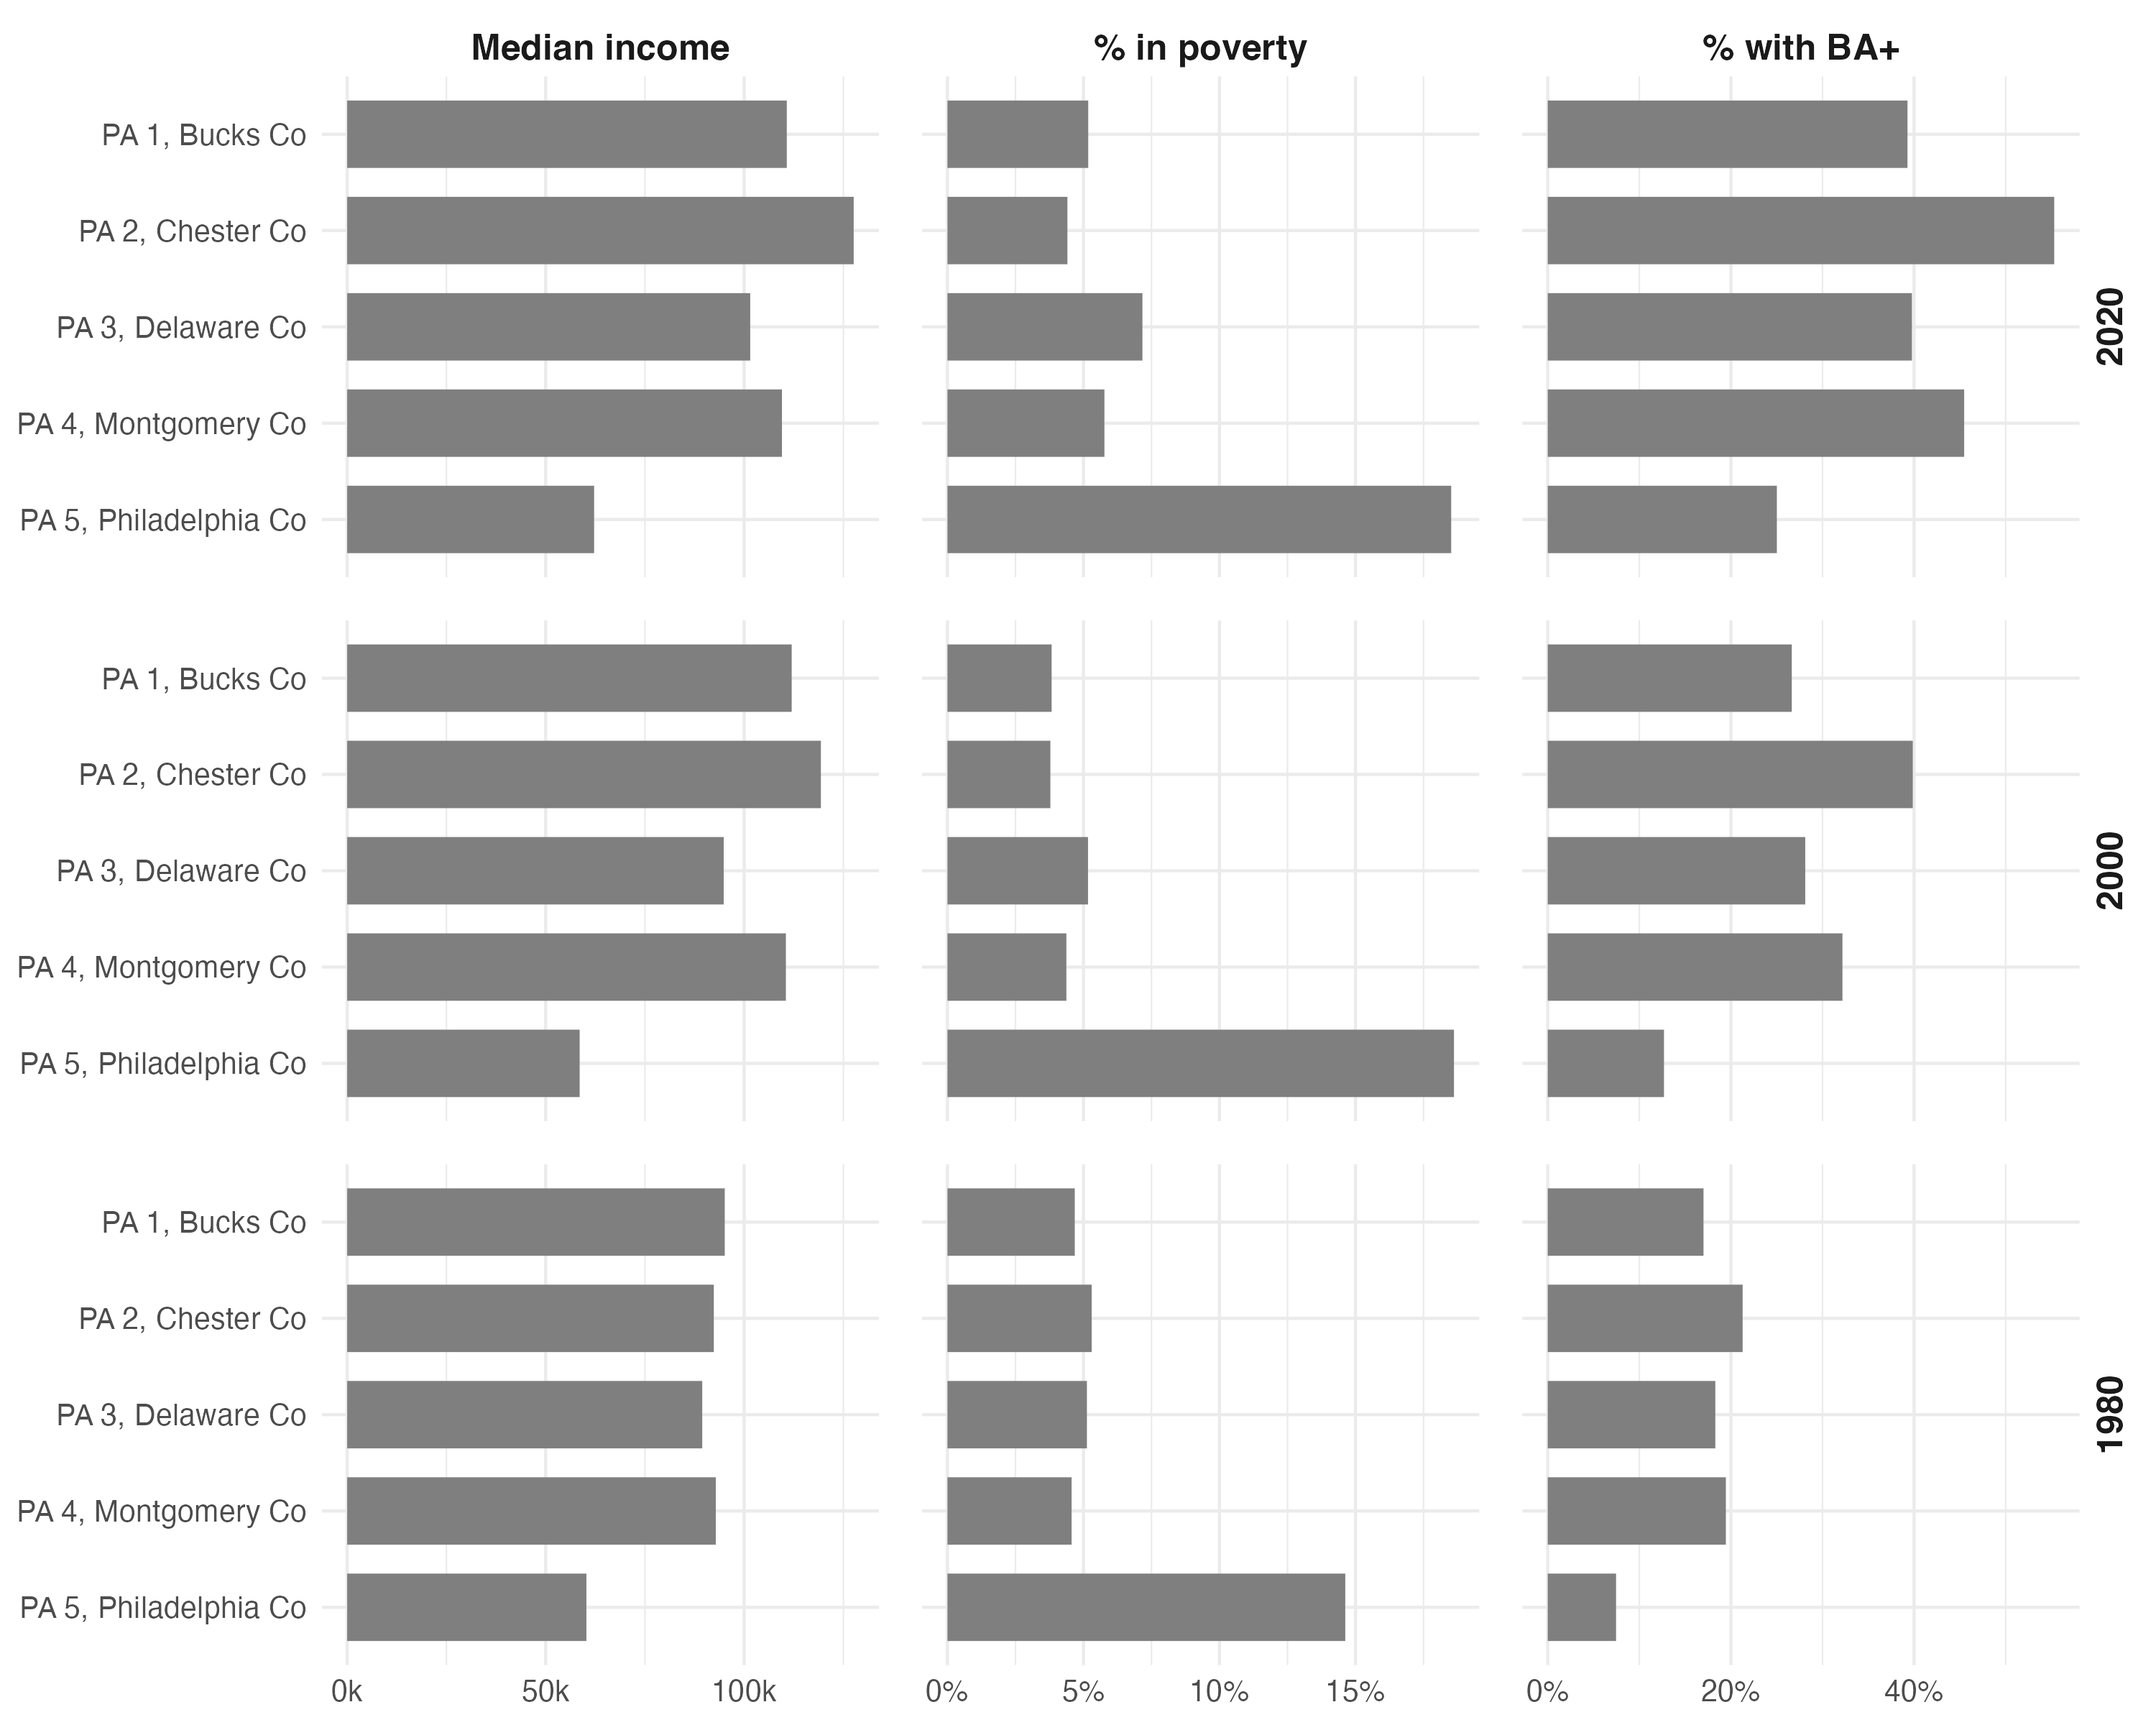 Median income
% in poverty
% with BA+
PA 1, Bucks Co
PA 2, Chester Co
PA 3, Delaware Co
PA 4, Montgomery Co
PA 5, Philadelphia Co
2020
PA 1, Bucks Co
PA 2, Chester Co
PA 3, Delaware Co
PA 4, Montgomery Co
PA 5, Philadelphia Co
2000
PA 1, Bucks Co
PA 2, Chester Co
PA 3, Delaware Co
PA 4, Montgomery Co
PA 5, Philadelphia Co
1980
0k 50k 100k
0% 5% 10% 15%
0% 20% 40%